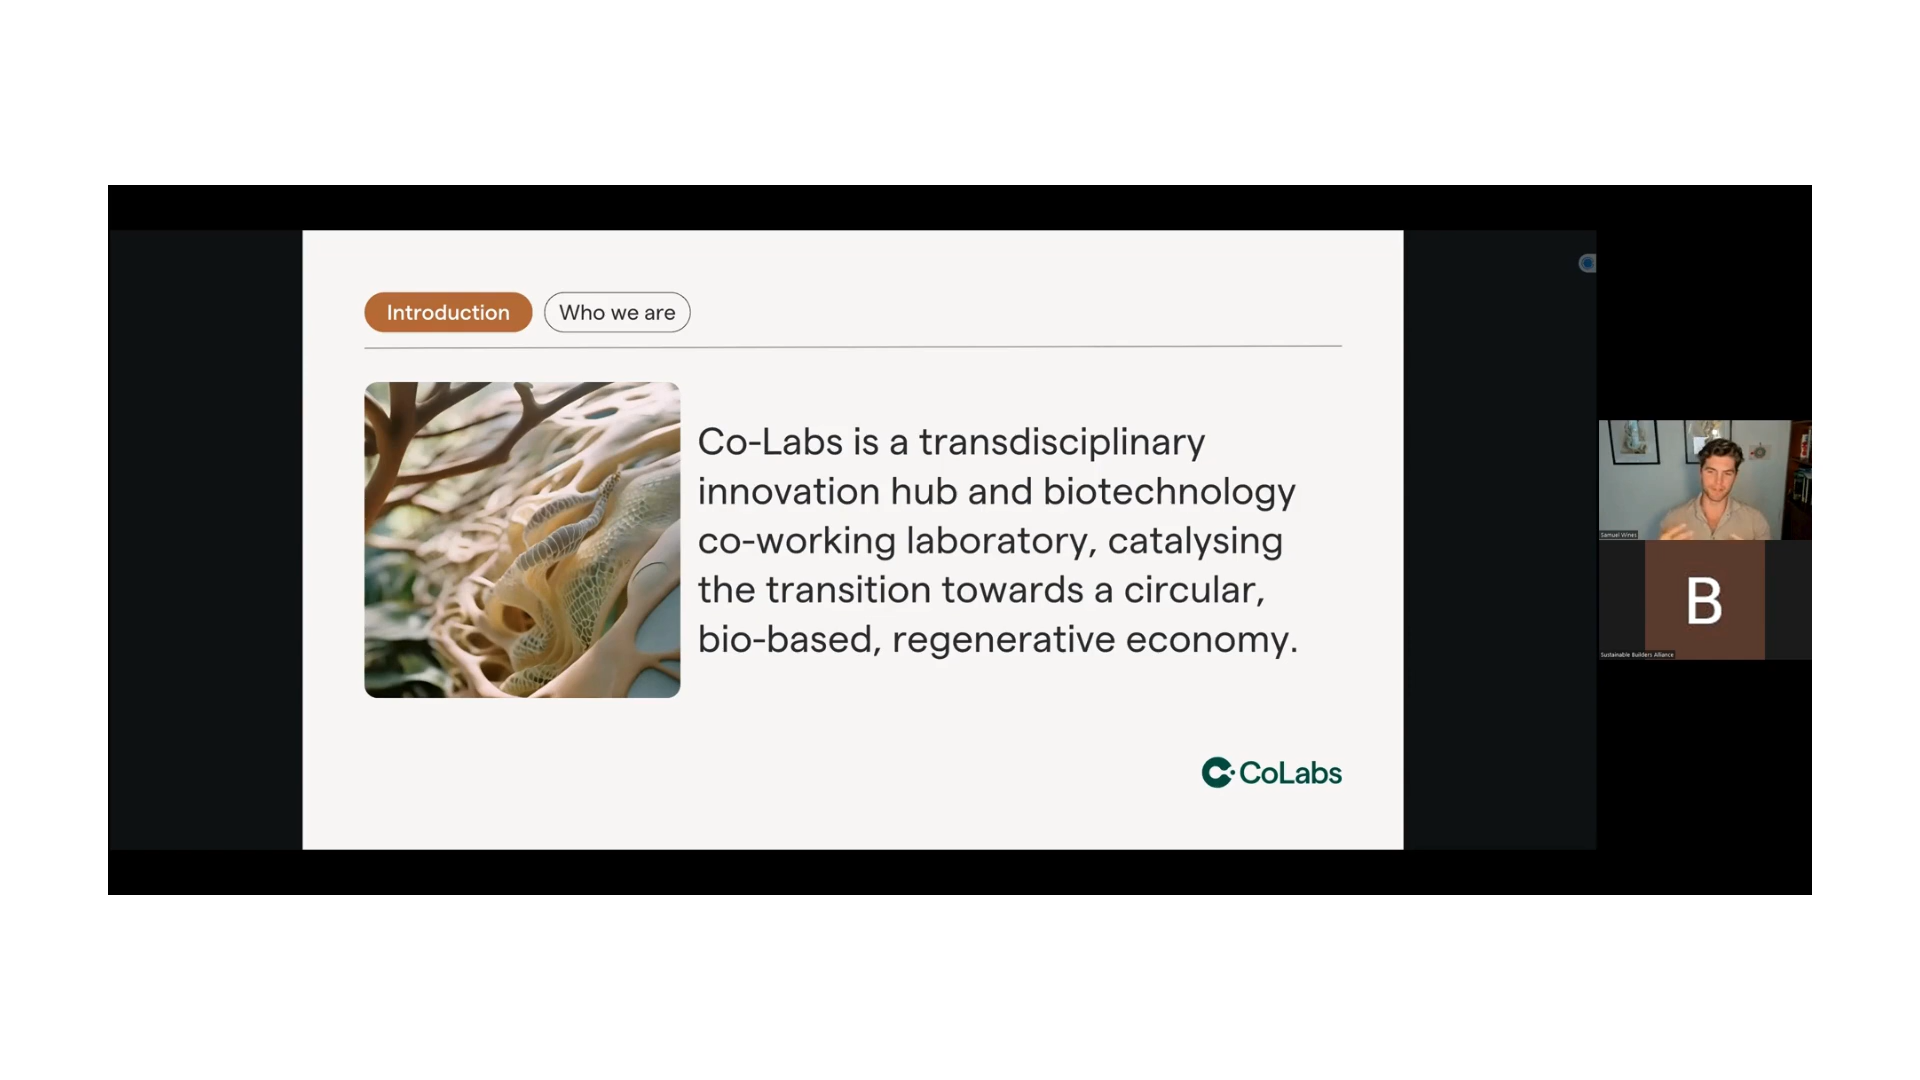 Introduction
Who we are
Co-Labs is a transdisciplinary
innovation hub and biotechnology
co-working laboratory, catalysing
the transition towards a circular,
bio-based, regenerative economy.
CoLabs
Samuel Wines
B
Sustainable Builders Alliance